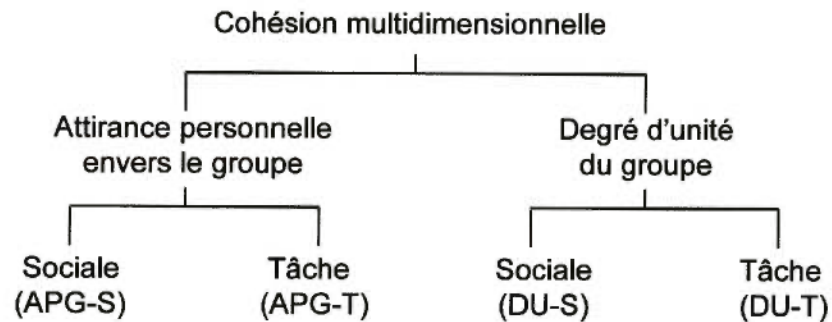 Cohésion multidimensionnelle
Attirance personnelle
envers le groupe
Degré d'unité
du groupe
Sociale
(APG-S)
Tâche
(APG-T)
Sociale
(DU-S)
Tâche
(DU-T)